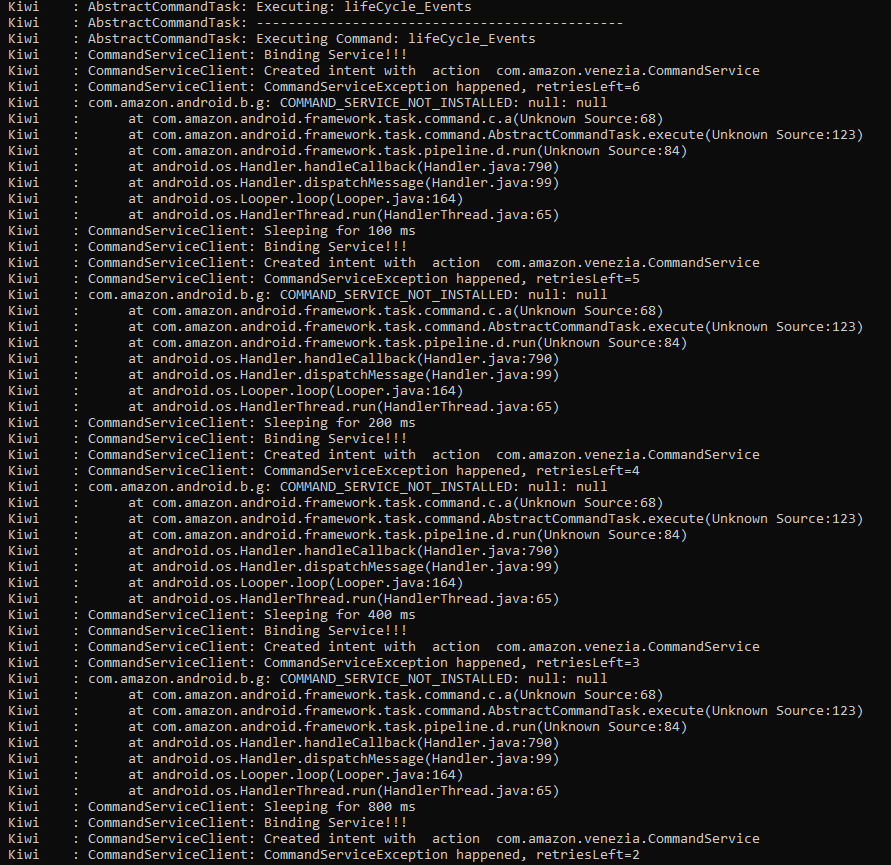 Kiwi    : AbstractCommandTask: Executing: lifeCycle_Events
Kiwi    : AbstractCommandTask: ----------------------------------------------
Kiwi    : AbstractCommandTask: Executing Command: lifeCycle_Events
Kiwi    : CommandServiceClient: Binding Service!!!
Kiwi    : CommandServiceClient: Created intent with  action  com.amazon.venezia.CommandService
Kiwi    : CommandServiceClient: CommandServiceException happened, retriesLeft=6
Kiwi    : com.amazon.android.b.g: COMMAND_SERVICE_NOT_INSTALLED: null: null
Kiwi    :      at com.amazon.android.framework.task.command.c.a(Unknown Source:68)
Kiwi    :      at com.amazon.android.framework.task.command.AbstractCommandTask.execute(Unknown Source:123)
Kiwi    :      at com.amazon.android.framework.task.pipeline.d.run(Unknown Source:84)
Kiwi    :      at android.os.Handler.handleCallback(Handler.java:790)
Kiwi    :      at android.os.Handler.dispatchMessage(Handler.java:99)
Kiwi    :      at android.os.Looper.loop(Looper.java:164)
Kiwi    :      at android.os.HandlerThread.run(HandlerThread.java:65)
Kiwi    : CommandServiceClient: Sleeping for 100 ms
Kiwi    : CommandServiceClient: Binding Service!!!
Kiwi    : CommandServiceClient: Created intent with  action  com.amazon.venezia.CommandService
Kiwi    : CommandServiceClient: CommandServiceException happened, retriesLeft=5
Kiwi    : com.amazon.android.b.g: COMMAND_SERVICE_NOT_INSTALLED: null: null
Kiwi    :      at com.amazon.android.framework.task.command.c.a(Unknown Source:68)
Kiwi    :      at com.amazon.android.framework.task.command.AbstractCommandTask.execute(Unknown Source:123)
Kiwi    :      at com.amazon.android.framework.task.pipeline.d.run(Unknown Source:84)
Kiwi    :      at android.os.Handler.handleCallback(Handler.java:790)
Kiwi    :      at android.os.Handler.dispatchMessage(Handler.java:99)
Kiwi    :      at android.os.Looper.loop(Looper.java:164)
Kiwi    :      at android.os.HandlerThread.run(HandlerThread.java:65)
Kiwi    : CommandServiceClient: Sleeping for 200 ms
Kiwi    : CommandServiceClient: Binding Service!!!
Kiwi    : CommandServiceClient: Created intent with  action  com.amazon.venezia.CommandService
Kiwi    : CommandServiceClient: CommandServiceException happened, retriesLeft=4
Kiwi    : com.amazon.android.b.g: COMMAND_SERVICE_NOT_INSTALLED: null: null
Kiwi    :      at com.amazon.android.framework.task.command.c.a(Unknown Source:68)
Kiwi    :      at com.amazon.android.framework.task.command.AbstractCommandTask.execute(Unknown Source:123)
Kiwi    :      at com.amazon.android.framework.task.pipeline.d.run(Unknown Source:84)
Kiwi    :      at android.os.Handler.handleCallback(Handler.java:790)
Kiwi    :      at android.os.Handler.dispatchMessage(Handler.java:99)
Kiwi    :      at android.os.Looper.loop(Looper.java:164)
Kiwi    :      at android.os.HandlerThread.run(HandlerThread.java:65)
Kiwi    : CommandServiceClient: Sleeping for 400 ms
Kiwi    : CommandServiceClient: Binding Service!!!
Kiwi    : CommandServiceClient: Created intent with  action  com.amazon.venezia.CommandService
Kiwi    : CommandServiceClient: CommandServiceException happened, retriesLeft=3
Kiwi    : com.amazon.android.b.g: COMMAND_SERVICE_NOT_INSTALLED: null: null
Kiwi    :      at com.amazon.android.framework.task.command.c.a(Unknown Source:68)
Kiwi    :      at com.amazon.android.framework.task.command.AbstractCommandTask.execute(Unknown Source:123)
Kiwi    :      at com.amazon.android.framework.task.pipeline.d.run(Unknown Source:84)
Kiwi    :      at android.os.Handler.handleCallback(Handler.java:790)
Kiwi    :      at android.os.Handler.dispatchMessage(Handler.java:99)
Kiwi    :      at android.os.Looper.loop(Looper.java:164)
Kiwi    :      at android.os.HandlerThread.run(HandlerThread.java:65)
Kiwi    : CommandServiceClient: Sleeping for 800 ms
Kiwi    : CommandServiceClient: Binding Service!!!
Kiwi    : CommandServiceClient: Created intent with  action  com.amazon.venezia.CommandService
Kiwi    : CommandServiceClient: CommandServiceException happened, retriesLeft=2